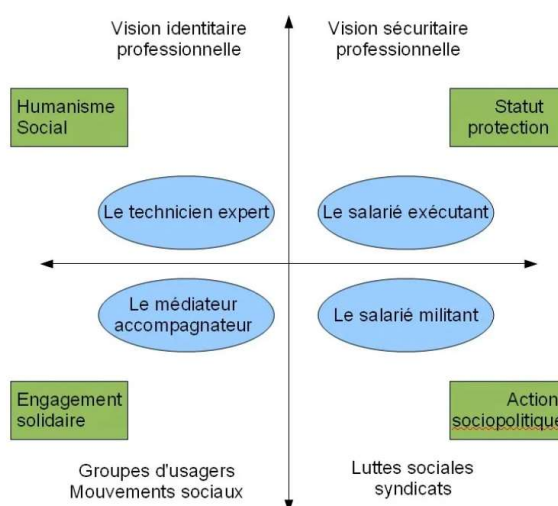 Vision identitaire
professionnelle
Vision sécuritaire
professionnelle
Humanisme
Social
Statut
protection
Le technicien expert
Le salarié exécutant
Le médiateur
accompagnateur
Le salarié militant
Engagement
solidaire
Action
sociopolitique
Groupes d'usagers
Mouvements sociaux
Luttes sociales
syndicats